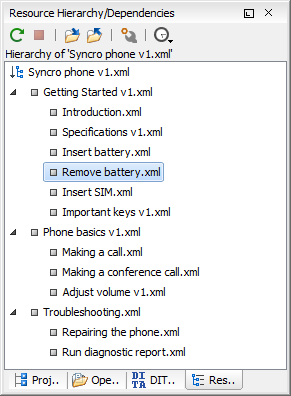 Resource Hierarchy/Dependencies
Hierarchy of 'Syncro phone v1.xml'
Syncro phone v1.xml
Getting Started v1.xml
Introduction.xml
Specifications v1.xml
Insert battery.xml
Remove battery.xml
Insert SIM.xml
Important keys v1.xml
Phone basics v1.xml
Making a call.xml
Making a conference call.xml
Adjust volume v1.xml
Troubleshooting.xml
Repairing the phone.xml
Run diagnostic report.xml
Proj.. Ope.. DITA DIT.. Res..